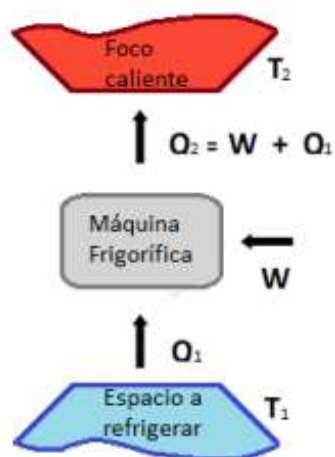 Foco
caliente
T₂
Q₂ = W + Q₁
Máquina
Frigorífica
W
Q₁
Espacio a
refrigerar
T₁